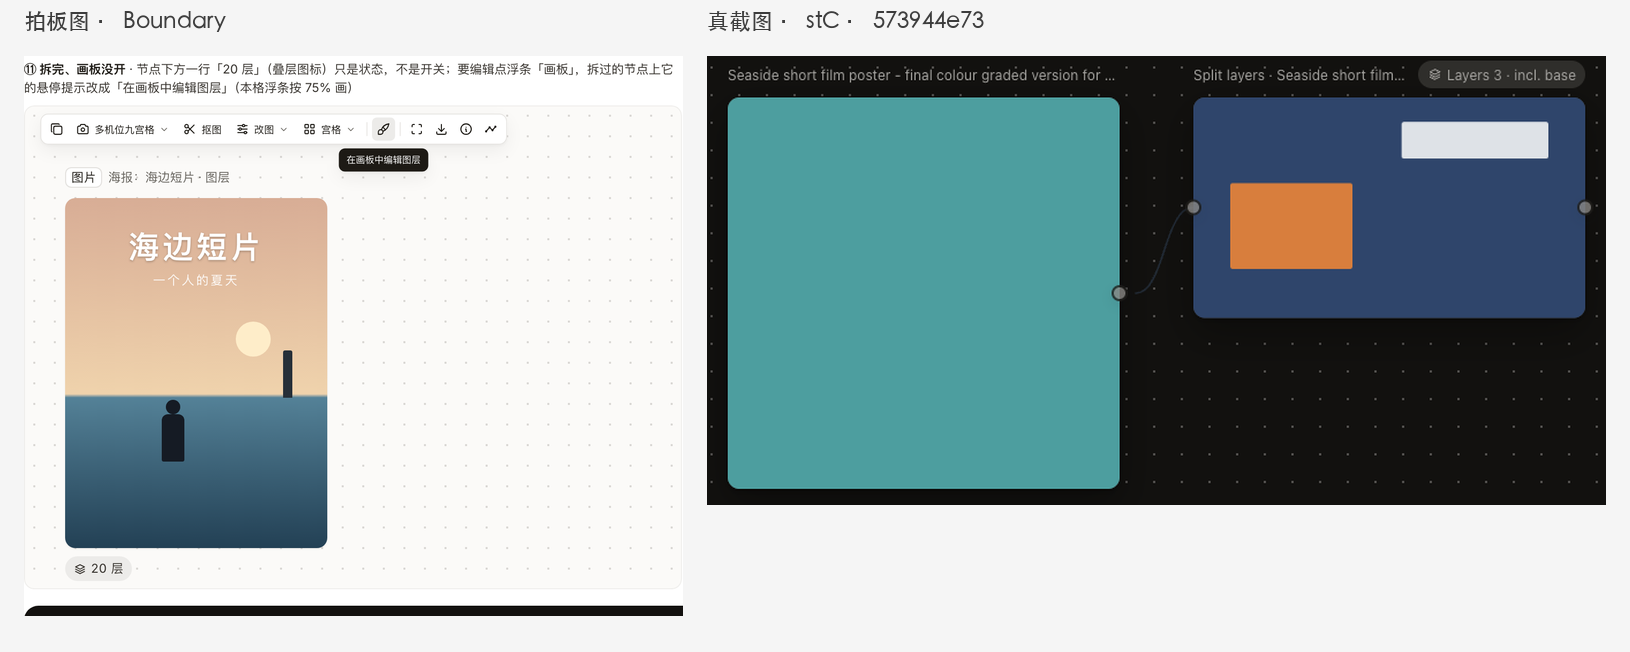 拍板图 · Boundary
真截图 · stC · 573944e73
⑪ 拆完、画板没开 · 节点下方一行「20 层」（叠层图标）只是状态，不是开关；要编辑点浮条「画板」，拆过的节点上它
的悬停提示改成「在画板中编辑图层」（本格浮条按 75% 画）
多机位九宫格 抠图 改图 宫格
在画板中编辑图层
图片 海报：海边短片 - 图层
海边短片
一个人的夏天
20 层
Seaside short film poster - final colour graded version for ...
Split layers · Seaside short film... Layers 3 · incl. base